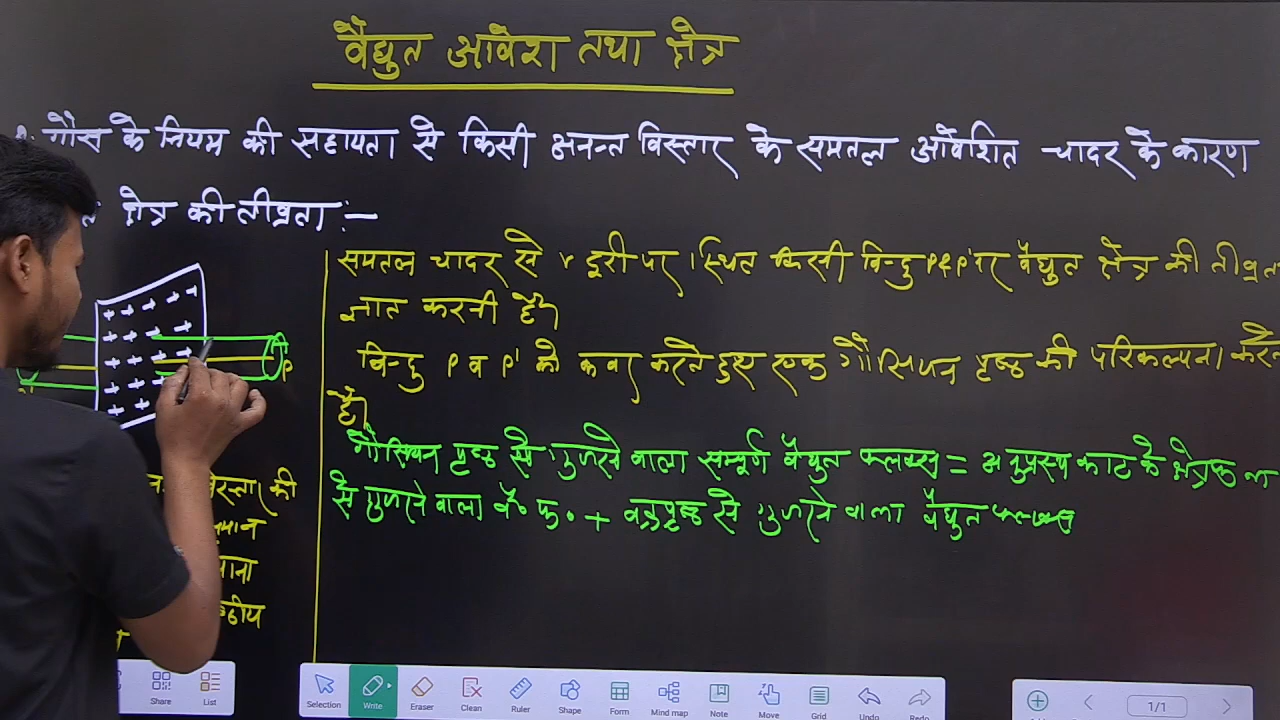 वैद्युत आवेश तथा क्षेत्र
गौस के नियम की सहायता से किसी अनन्त विस्तार के समतल आवेशित चादर के कारण
क्षेत्र की तीव्रता :-
समतल चादर से r दूरी पर स्थित किसी बिन्दु P व P' पर वैद्युत क्षेत्र की तीव्रता
ज्ञात करनी है।
बिन्दु P व P' को कवर करते हुए एक गौसियन पृष्ठ की परिकल्पना करते
है।
गौसियन पृष्ठ से गुजरने वाला सम्पूर्ण वैद्युत फ्लक्स = अनुप्रस्थ काट के क्षेत्रफल
से गुजरने वाला वै० फ० + वक्रपृष्ठ से गुजरने वाला वैद्युत फ्लक्स
+ + + +
+ + + +
+ + + +
+ + + +
P
विस्तार की
Share
List
Selection
Write
Eraser
Clean
Ruler
Shape
Form
Mind map
Note
Move
Grid
Undo
Redo
1/1